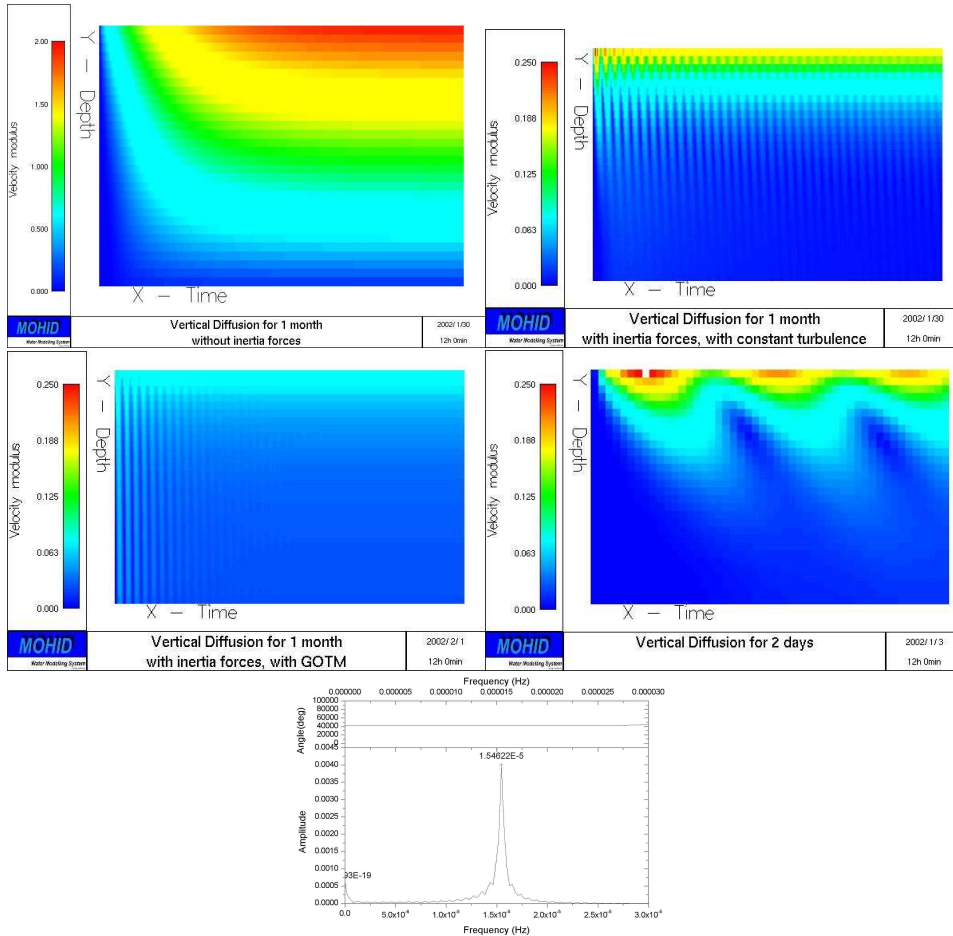 2.00
1.50
1.000
0.500
0.000
Velocity modulus
Y - Depth
X - Time
MOHID
Water Modelling System
Vertical Diffusion for 1 month
without inertia forces
2002/ 1/30
12h 0min
0.250
0.188
0.125
0.063
0.000
Velocity modulus
Y - Depth
X - Time
MOHID
Water Modelling System
Vertical Diffusion for 1 month
with inertia forces, with constant turbulence
2002/ 1/30
12h 0min
0.250
0.188
0.125
0.063
0.000
Velocity modulus
Y - Depth
X - Time
MOHID
Water Modelling System
Vertical Diffusion for 1 month
with inertia forces, with GOTM
2002/ 2/ 1
12h 0min
0.250
0.188
0.125
0.063
0.000
Velocity modulus
Y - Depth
X - Time
MOHID
Water Modelling System
Vertical Diffusion for 2 days
2002/ 1/ 3
12h 0min
Frequency (Hz)
0.000000 0.000005 0.000010 0.000015 0.000020 0.000025 0.000030
100000
80000
60000
40000
20000
0
Angle(deg)
0.0045
0.0040
0.0035
0.0030
0.0025
0.0020
0.0015
0.0010
0.0005
0.0000
Amplitude
1.54622E-5
93E-19
0.0 5.0x10⁻⁶ 1.0x10⁻⁵ 1.5x10⁻⁵ 2.0x10⁻⁵ 2.5x10⁻⁵ 3.0x10⁻⁵
Frequency (Hz)